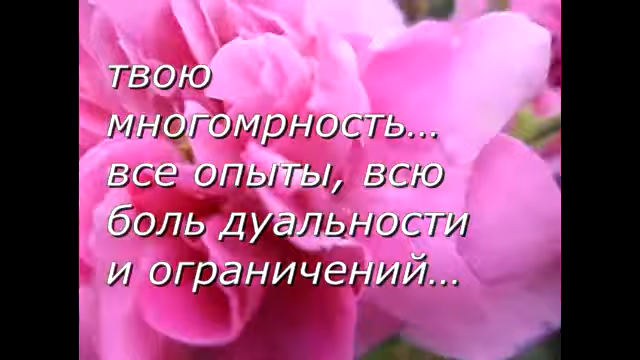 твою
многомрность...
все опыты, всю
боль дуальности
и ограничений...